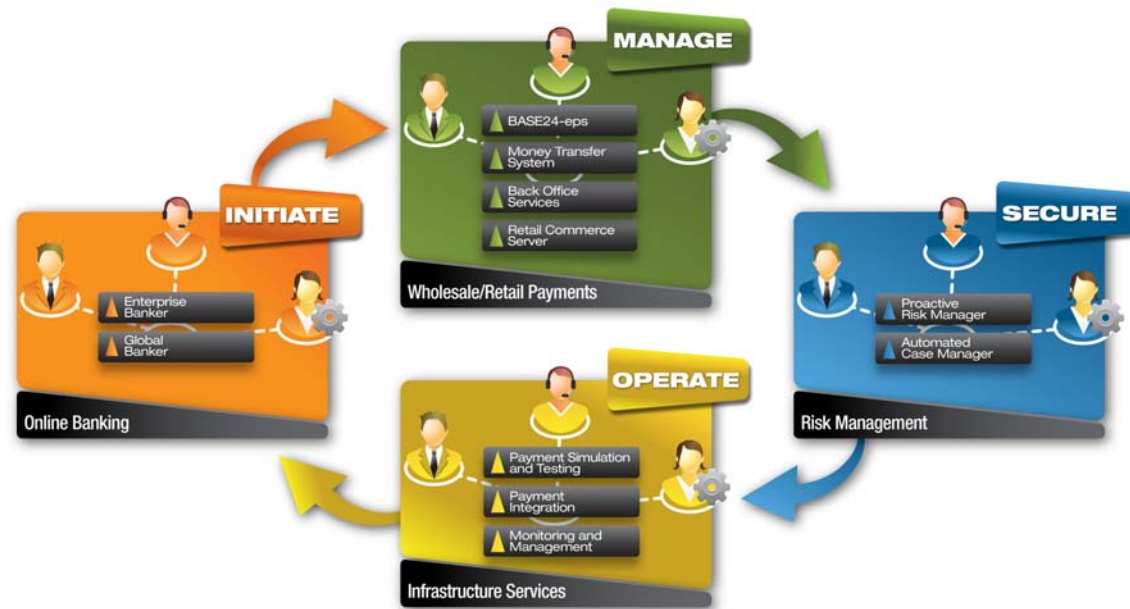 MANAGE
BASE24-eps
Money Transfer
System
Back Office
Services
Retail Commerce
Server
Wholesale/Retail Payments
INITIATE
Enterprise
Banker
Global
Banker
Online Banking
SECURE
Proactive
Risk Manager
Automated
Case Manager
Risk Management
OPERATE
Payment Simulation
and Testing
Payment
Integration
Monitoring and
Management
Infrastructure Services